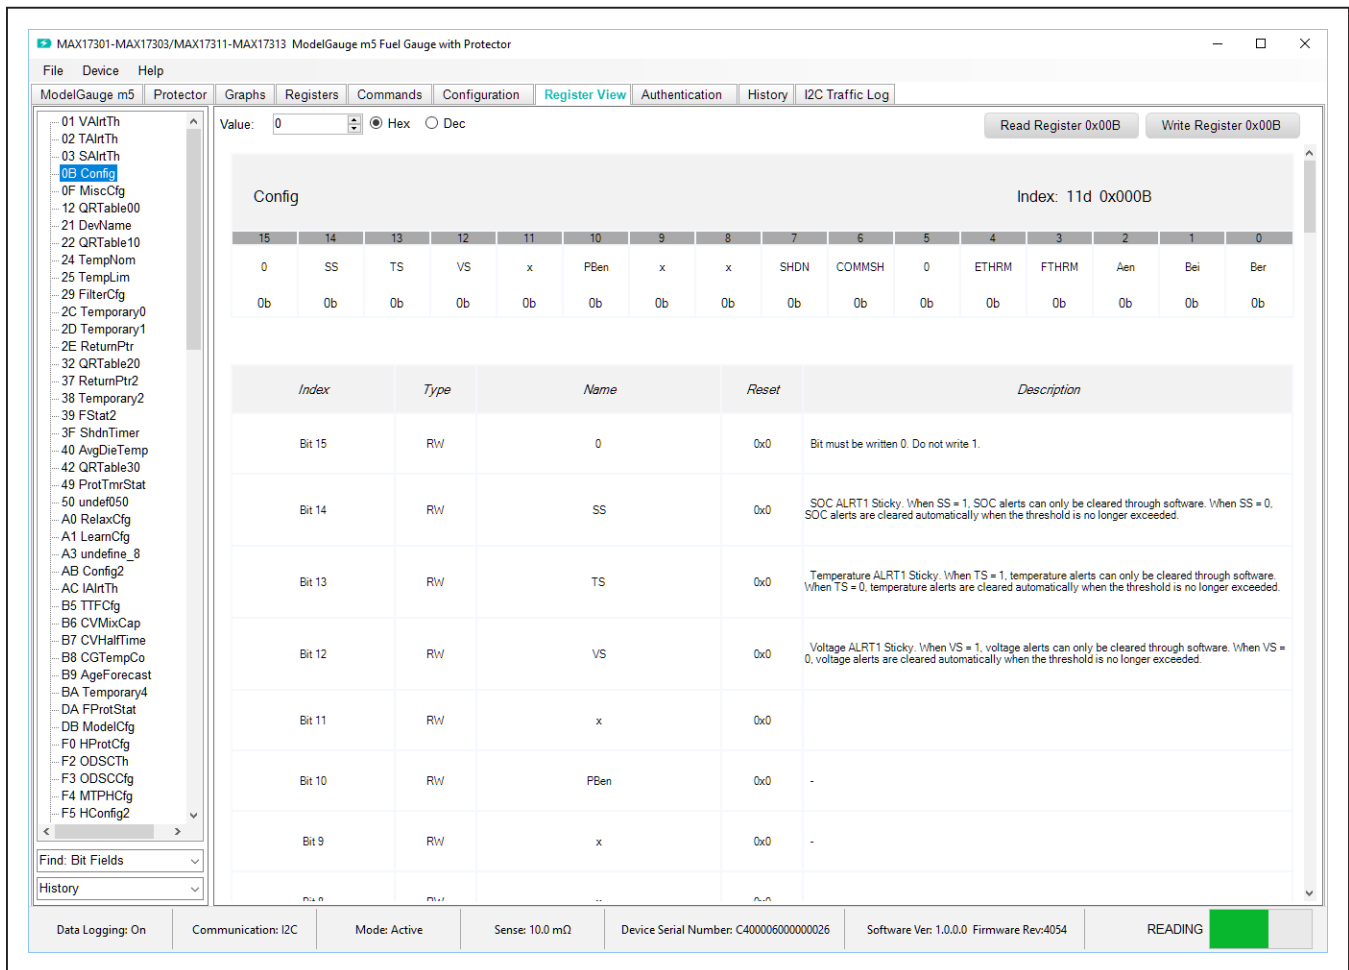 MAX17301-MAX17303/MAX17311-MAX17313 ModelGauge m5 Fuel Gauge with Protector
File Device Help
ModelGauge m5 Protector Graphs Registers Commands Configuration Register View Authentication History I2C Traffic Log
01 VAlrtTh
02 TAlrtTh
03 SAlrtTh
0B Config
0F MiscCfg
12 QRTable00
21 DevName
22 QRTable10
24 TempNom
25 TempLim
29 FilterCfg
2C Temporary0
2D Temporary1
2E ReturnPtr
32 QRTable20
37 ReturnPtr2
38 Temporary2
39 FStat2
3F ShdnTimer
40 AvgDieTemp
42 QRTable30
49 ProtTmrStat
50 undef050
A0 RelaxCfg
A1 LearnCfg
A3 undefine_8
AB Config2
AC IAlrtTh
B5 TTFCfg
B6 CVMixCap
B7 CVHalfTime
B8 CGTempCo
B9 AgeForecast
BA Temporary4
DA FProtStat
DB ModelCfg
F0 HProtCfg
F2 ODSCTh
F3 ODSCCfg
F4 MTPHCfg
F5 HConfig2
Find: Bit Fields
History
Value: 0 Hex Dec Read Register 0x00B Write Register 0x00B
Config Index: 11d 0x000B
15 14 13 12 11 10 9 8 7 6 5 4 3 2 1 0
0 SS TS VS x PBen x x SHDN COMMSH 0 ETHRM FTHRM Aen Bei Ber
0b 0b 0b 0b 0b 0b 0b 0b 0b 0b 0b 0b 0b 0b 0b 0b
Index Type Name Reset Description
Bit 15 RW 0 0x0 Bit must be written 0. Do not write 1.
Bit 14 RW SS 0x0 SOC ALRT1 Sticky. When SS = 1, SOC alerts can only be cleared through software. When SS = 0,
SOC alerts are cleared automatically when the threshold is no longer exceeded.
Bit 13 RW TS 0x0 Temperature ALRT1 Sticky. When TS = 1, temperature alerts can only be cleared through software.
When TS = 0, temperature alerts are cleared automatically when the threshold is no longer exceeded.
Bit 12 RW VS 0x0 Voltage ALRT1 Sticky. When VS = 1, voltage alerts can only be cleared through software. When VS =
0, voltage alerts are cleared automatically when the threshold is no longer exceeded.
Bit 11 RW x 0x0
Bit 10 RW PBen 0x0 -
Bit 9 RW x 0x0 -
Data Logging: On Communication: I2C Mode: Active Sense: 10.0 mΩ Device Serial Number: C400006000000026 Software Ver: 1.0.0.0 Firmware Rev:4054 READING